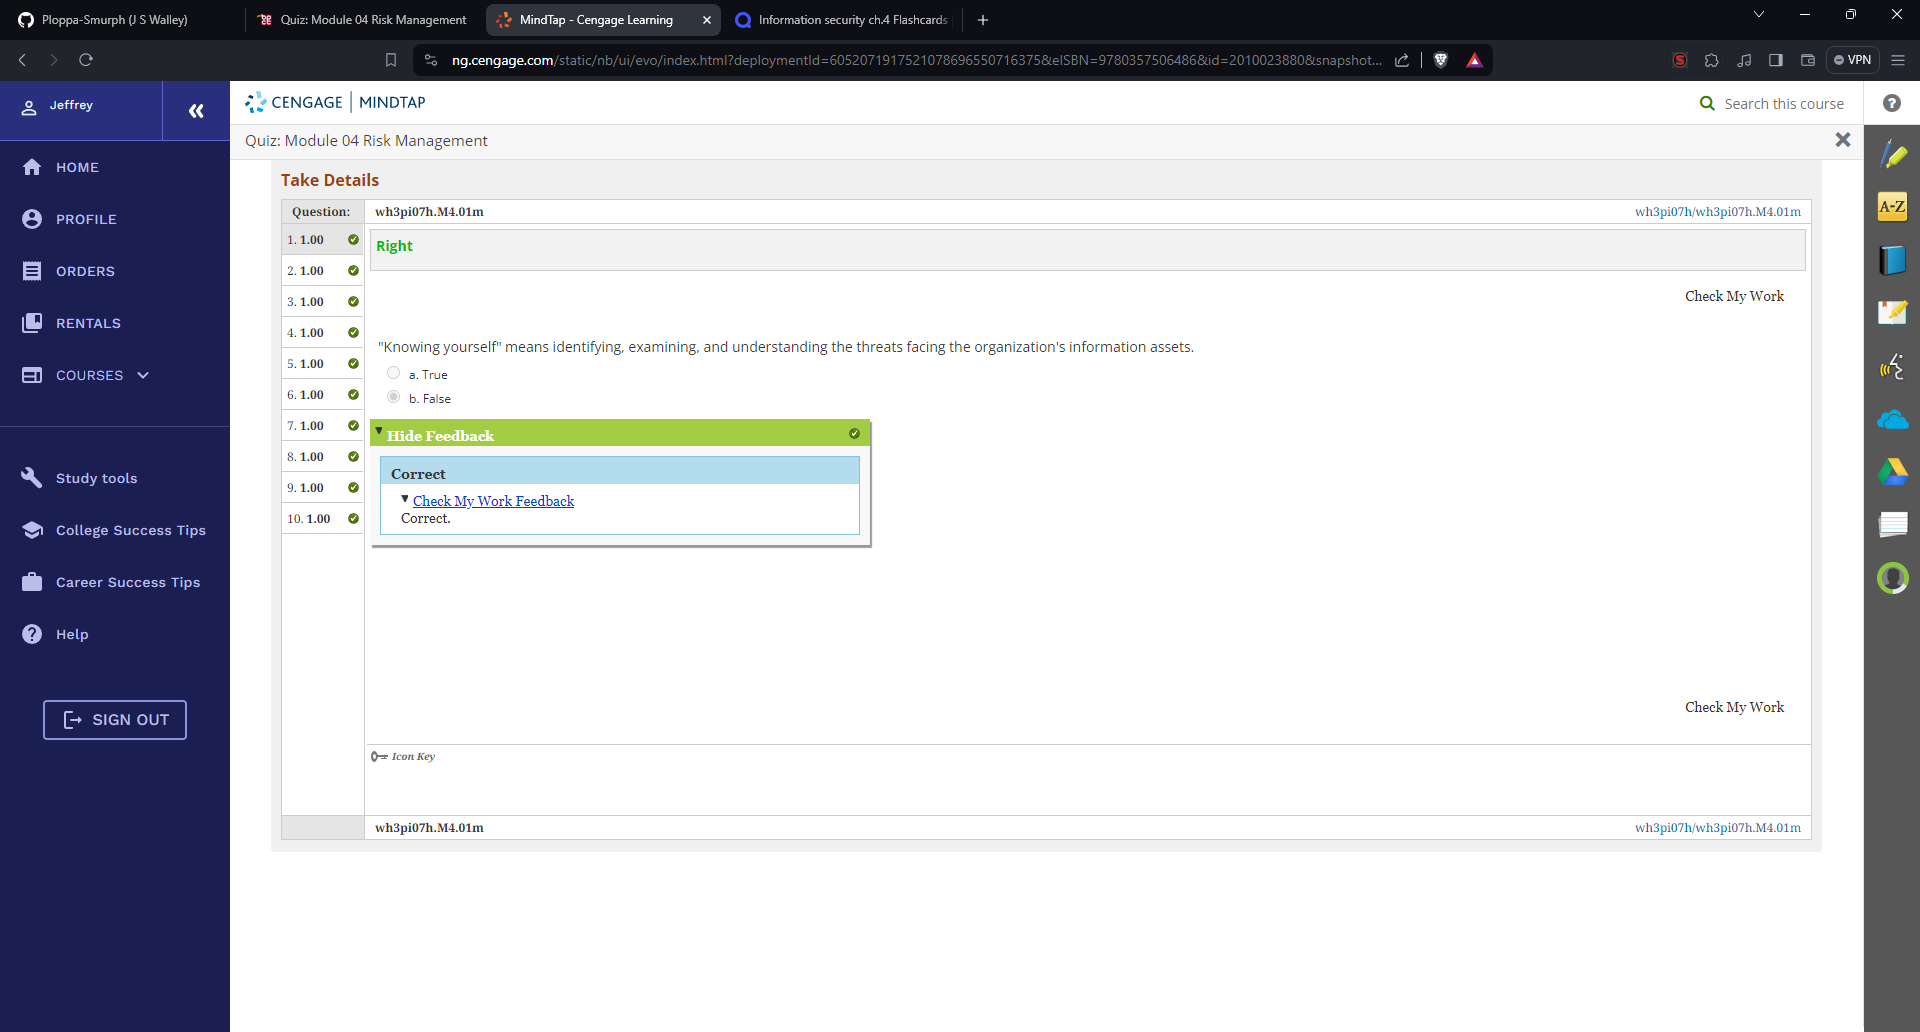 Ploppa-Smurph (J S Walley)
Quiz: Module 04 Risk Management
MindTap - Cengage Learning
Information security ch.4 Flashcards
ng.cengage.com/static/nb/ui/evo/index.html?deploymentId=6052071917521078696550716375&eISBN=9780357506486&id=2010023880&snapshot...
VPN
Jeffrey
«
CENGAGE | MINDTAP
Search this course
Quiz: Module 04 Risk Management
HOME
PROFILE
ORDERS
RENTALS
COURSES
Study tools
College Success Tips
Career Success Tips
Help
SIGN OUT
Take Details
Question:
wh3pi07h.M4.01m
wh3pi07h/wh3pi07h.M4.01m
1. 1.00
2. 1.00
3. 1.00
4. 1.00
5. 1.00
6. 1.00
7. 1.00
8. 1.00
9. 1.00
10. 1.00
Right
Check My Work
"Knowing yourself" means identifying, examining, and understanding the threats facing the organization's information assets.
a. True
b. False
Hide Feedback
Correct
Check My Work Feedback
Correct.
Check My Work
Icon Key
wh3pi07h.M4.01m
wh3pi07h/wh3pi07h.M4.01m
A-Z